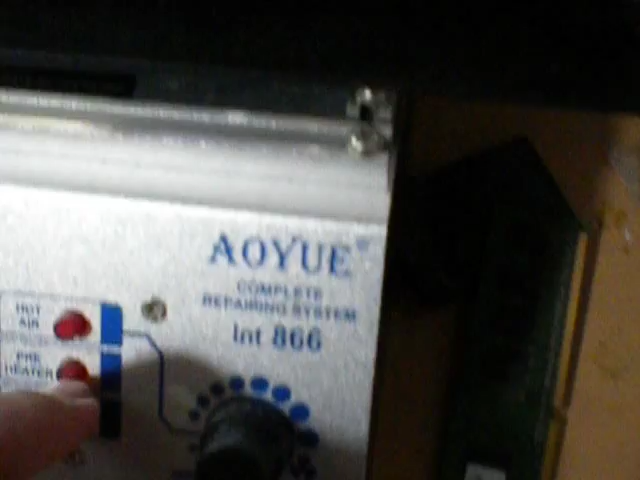 AOYUE®
COMPLETE
REPAIRING SYSTEM
Int 866
HOT
AIR
PRE
HEATER